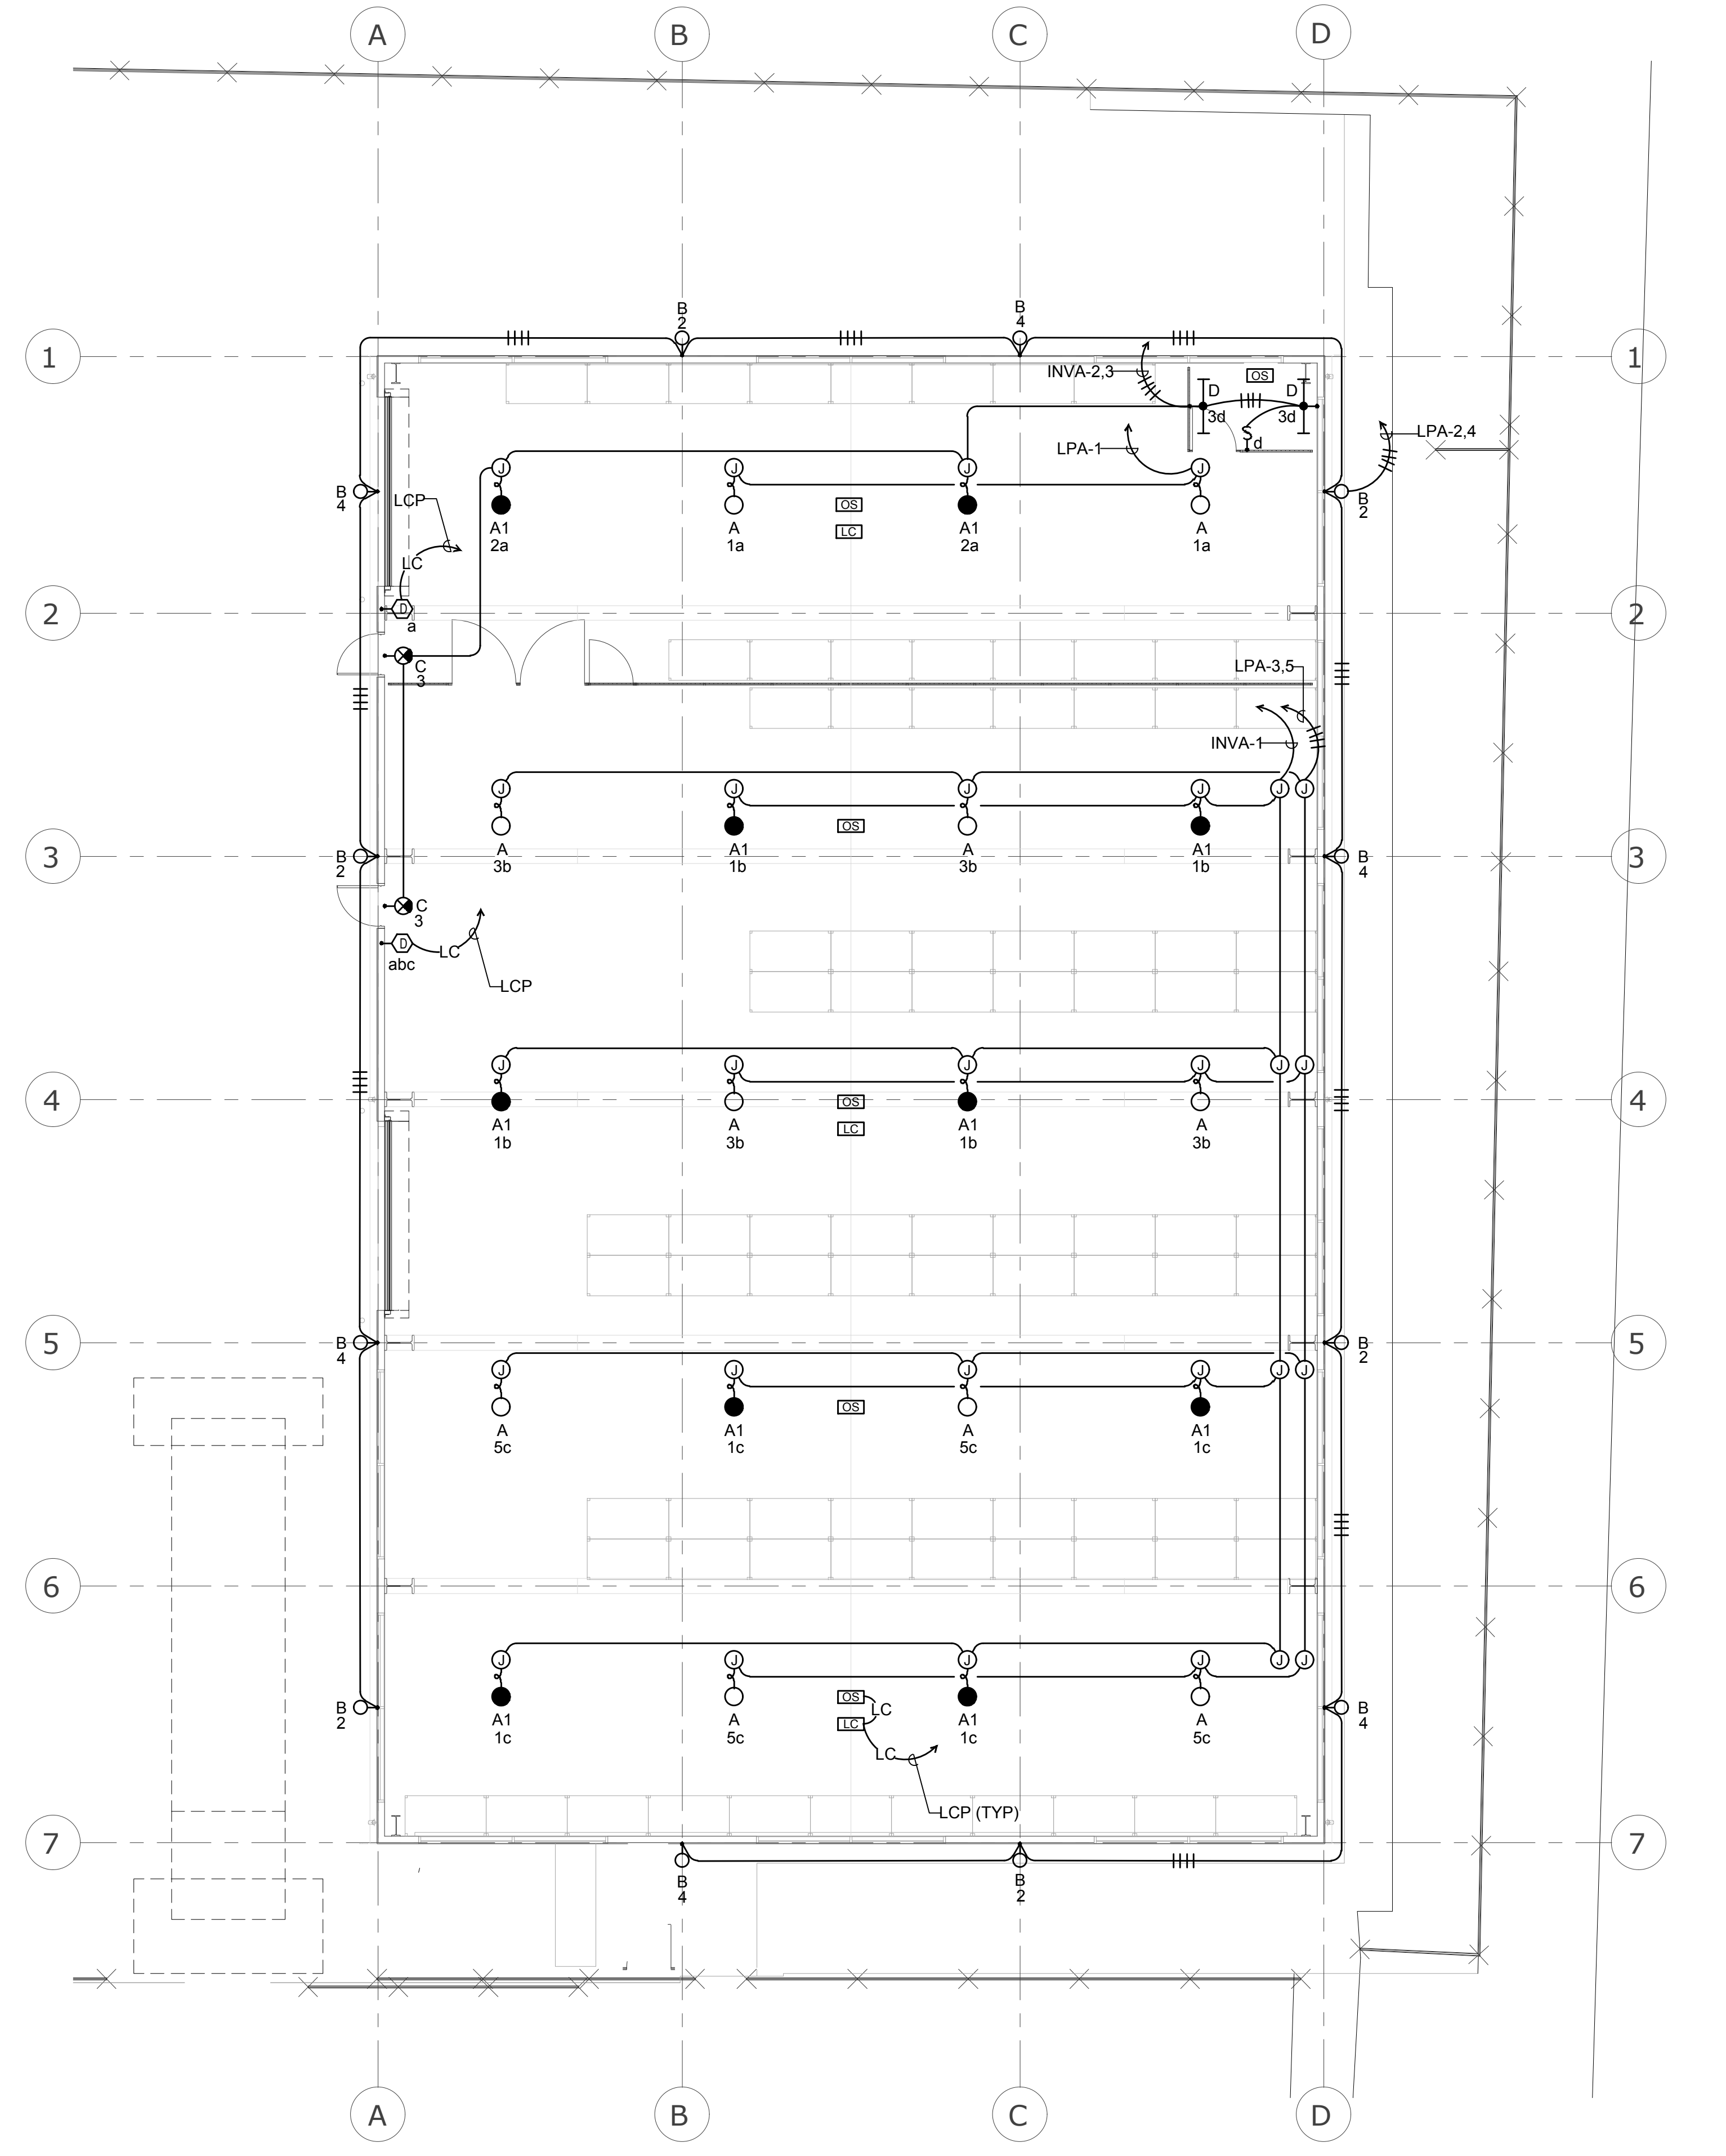 A B C D
B B
2 4
1 1
INVA-2,3 OS
D D
3d 3d
S
d
LPA-2,4
LPA-1
J J J J
B LCP OS B
4 2
LC
A1 A A1 A
2a 1a 2a 1a
LC
D
2 2
a
C
3
LPA-3,5
INVA-1
J J J J J J
OS
A A1 A A1
3b 1b 3b 1b
B B
2 4
3 3
C
3
D LC
abc
LCP
J J J J J J
OS
4 4
A1 A A1 A
1b 3b 1b 3b
LC
B B
4 2
5 5
J J J J J J
OS
A A1 A A1
5c 1c 5c 1c
6 6
J J J J J J
OS
B LC B
2 4
A1 A A1 A
1c 5c 1c 5c
LC
LC
LCP (TYP)
7 7
B B
4 2
A B C D